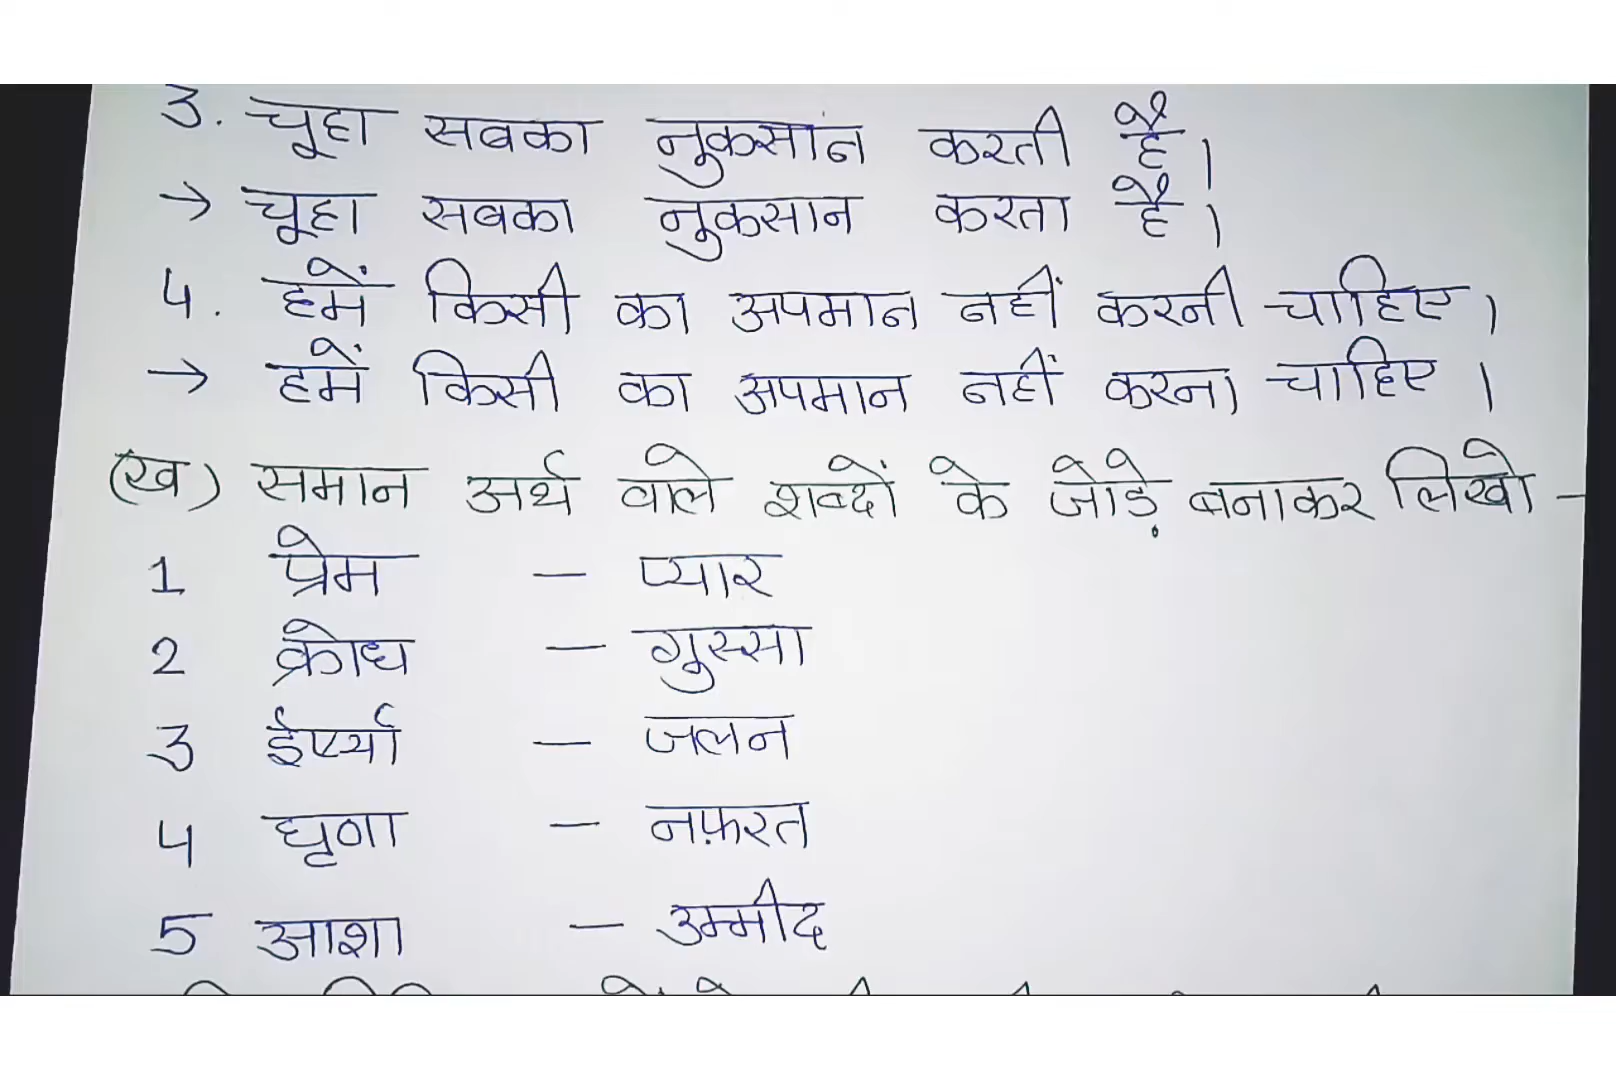 3. चूहा सबका नुकसान करती है।
→ चूहा सबका नुकसान करता है।
4. हमें किसी का अपमान नहीं करनी चाहिए।
→ हमें किसी का अपमान नहीं करना चाहिए।
(ख) समान अर्थ वाले शब्दों के जोड़े बनाकर लिखो -
1 प्रेम - प्यार
2 क्रोध - गुस्सा
3 ईर्ष्या - जलन
4 घृणा - नफ़रत
5 आशा - उम्मीद